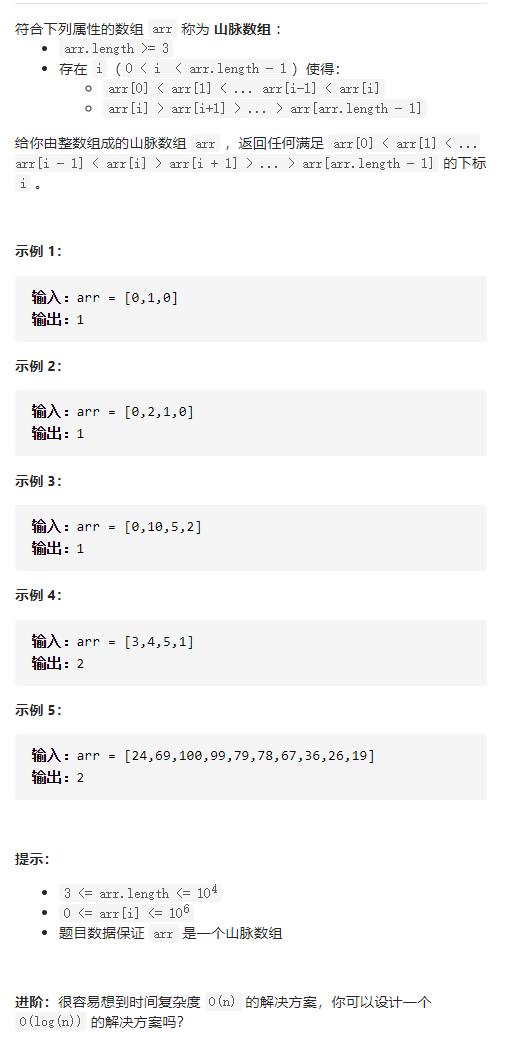 符合下列属性的数组 arr 称为 山脉数组 ：
• arr.length >= 3
• 存在 i （0 < i < arr.length - 1）使得：
○ arr[0] < arr[1] < ... arr[i-1] < arr[i]
○ arr[i] > arr[i+1] > ... > arr[arr.length - 1]
给你由整数组成的山脉数组 arr ，返回任何满足 arr[0] < arr[1] < ...
arr[i - 1] < arr[i] > arr[i + 1] > ... > arr[arr.length - 1] 的下标
i 。
示例 1：
输入：arr = [0,1,0]
输出：1
示例 2：
输入：arr = [0,2,1,0]
输出：1
示例 3：
输入：arr = [0,10,5,2]
输出：1
示例 4：
输入：arr = [3,4,5,1]
输出：2
示例 5：
输入：arr = [24,69,100,99,79,78,67,36,26,19]
输出：2
提示：
• 3 <= arr.length <= 10⁴
• 0 <= arr[i] <= 10⁶
• 题目数据保证 arr 是一个山脉数组
进阶：很容易想到时间复杂度 O(n) 的解决方案，你可以设计一个
O(log(n)) 的解决方案吗？